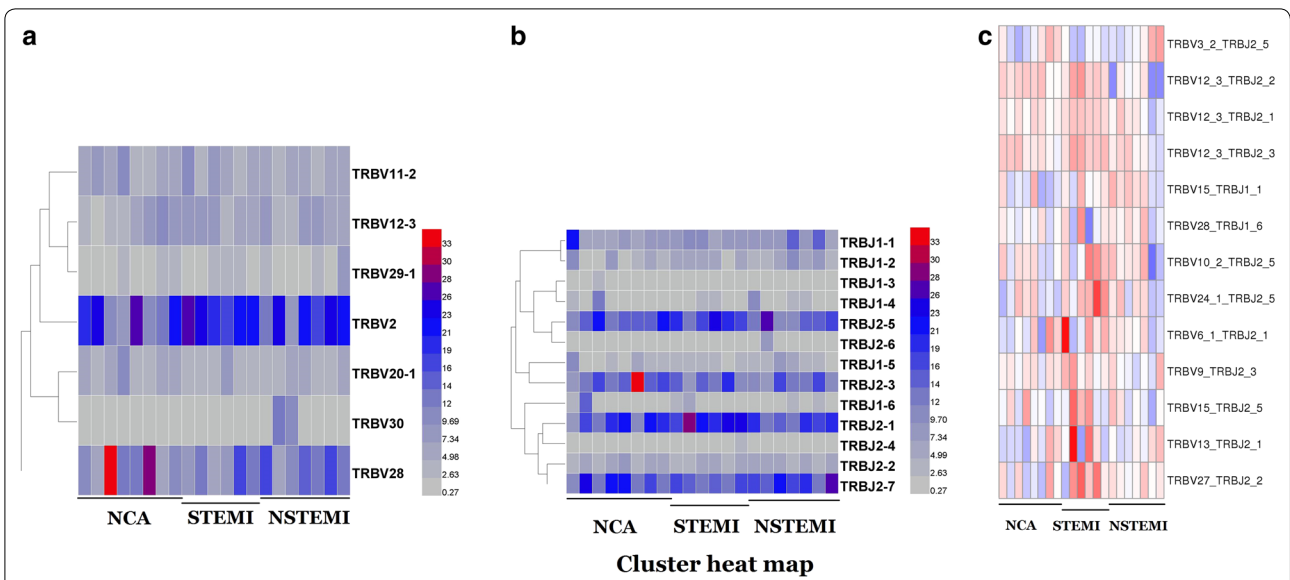 a
TRBV11-2
TRBV12-3
TRBV29-1
TRBV2
TRBV20-1
TRBV30
TRBV28
33
30
28
26
23
21
19
16
14
12
9.69
7.34
4.98
2.63
0.27
NCA
STEMI
NSTEMI
b
TRBJ1-1
TRBJ1-2
TRBJ1-3
TRBJ1-4
TRBJ2-5
TRBJ2-6
TRBJ1-5
TRBJ2-3
TRBJ1-6
TRBJ2-1
TRBJ2-4
TRBJ2-2
TRBJ2-7
33
30
28
26
23
21
19
16
14
12
9.70
7.34
4.99
2.63
0.27
NCA
STEMI
NSTEMI
Cluster heat map
c
TRBV3_2_TRBJ2_5
TRBV12_3_TRBJ2_2
TRBV12_3_TRBJ2_1
TRBV12_3_TRBJ2_3
TRBV15_TRBJ1_1
TRBV28_TRBJ1_6
TRBV10_2_TRBJ2_5
TRBV24_1_TRBJ2_5
TRBV6_1_TRBJ2_1
TRBV9_TRBJ2_3
TRBV15_TRBJ2_5
TRBV13_TRBJ2_1
TRBV27_TRBJ2_2
NCA
STEMI
NSTEMI